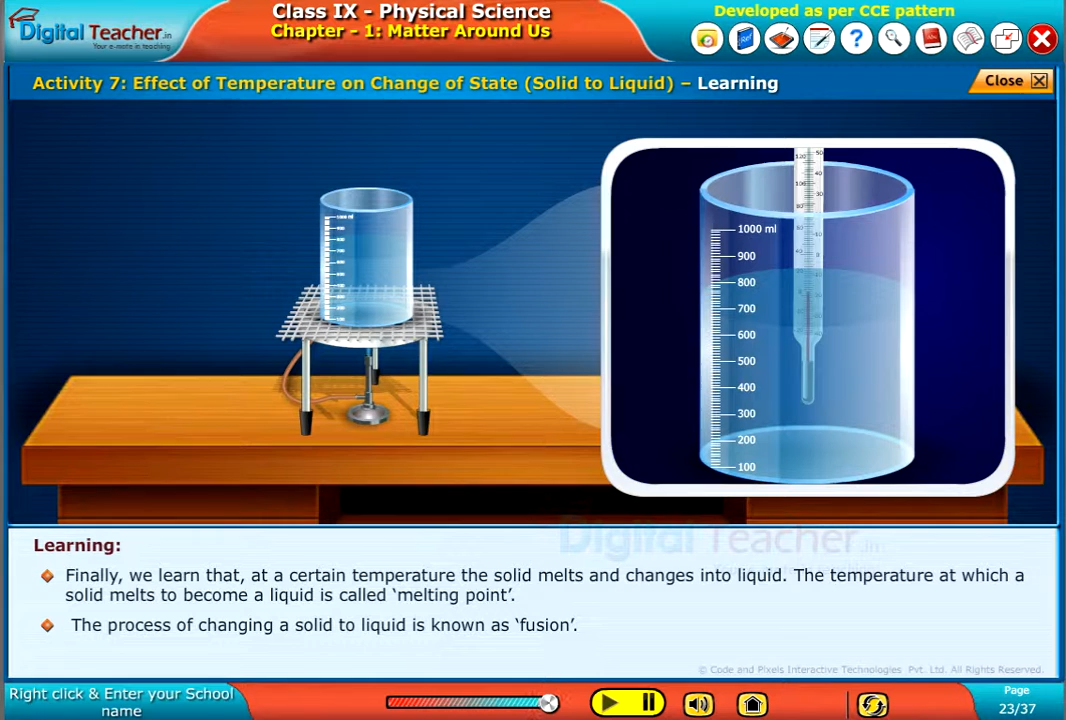 Digital Teacher.in
Your e-mate in teaching
Class IX - Physical Science
Chapter - 1: Matter Around Us
Developed as per CCE pattern
Activity 7: Effect of Temperature on Change of State (Solid to Liquid) – Learning
Close
1000 ml
900
800
700
600
500
400
300
200
100
Digital Teacher.in
Learning:
Finally, we learn that, at a certain temperature the solid melts and changes into liquid. The temperature at which a
solid melts to become a liquid is called ‘melting point’.
The process of changing a solid to liquid is known as ‘fusion’.
© Code and Pixels Interactive Technologies Pvt. Ltd. All Rights Reserved.
Right click & Enter your School
name
Page
23/37